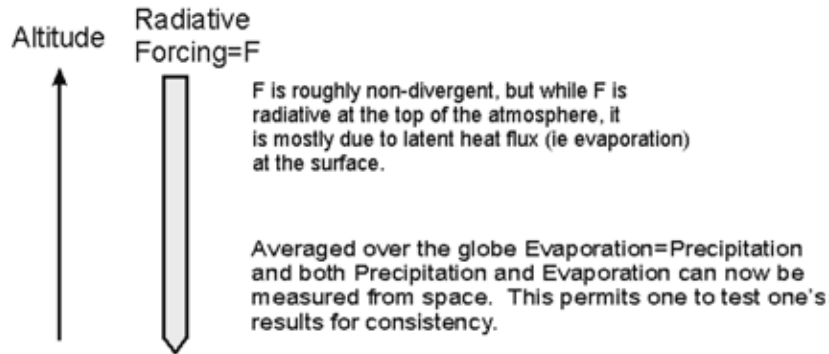 Altitude
Radiative
Forcing=F
F is roughly non-divergent, but while F is
radiative at the top of the atmosphere, it
is mostly due to latent heat flux (ie evaporation)
at the surface.
Averaged over the globe Evaporation=Precipitation
and both Precipitation and Evaporation can now be
measured from space.  This permits one to test one's
results for consistency.